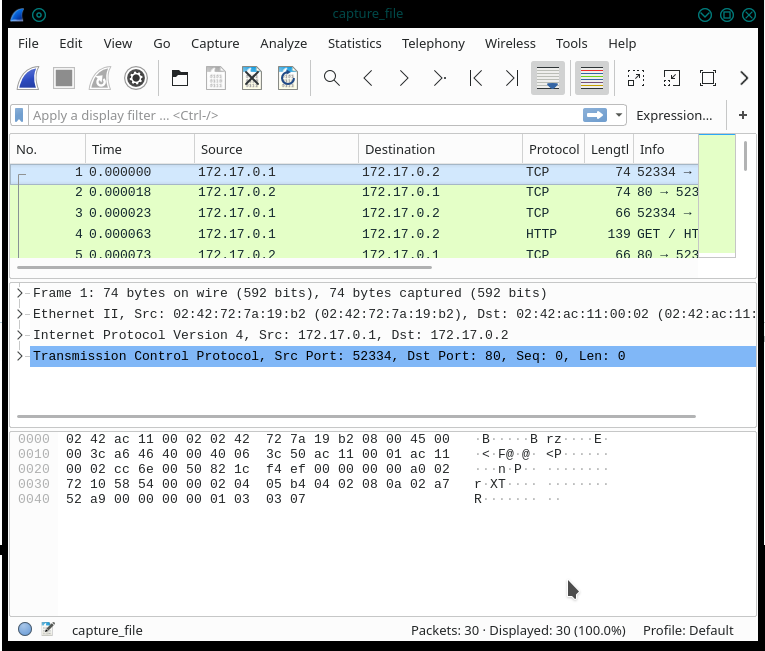 capture_file
File Edit View Go Capture Analyze Statistics Telephony Wireless Tools Help
Apply a display filter ... <Ctrl-/> Expression... +
No. Time Source Destination Protocol Lengtl Info
1 0.000000 172.17.0.1 172.17.0.2 TCP 74 52334 →
2 0.000018 172.17.0.2 172.17.0.1 TCP 74 80 → 523
3 0.000023 172.17.0.1 172.17.0.2 TCP 66 52334 →
4 0.000063 172.17.0.1 172.17.0.2 HTTP 139 GET / HT
5 0.000073 172.17.0.2 172.17.0.1 TCP 66 80 → 523
Frame 1: 74 bytes on wire (592 bits), 74 bytes captured (592 bits)
Ethernet II, Src: 02:42:72:7a:19:b2 (02:42:72:7a:19:b2), Dst: 02:42:ac:11:00:02 (02:42:ac:11:
Internet Protocol Version 4, Src: 172.17.0.1, Dst: 172.17.0.2
Transmission Control Protocol, Src Port: 52334, Dst Port: 80, Seq: 0, Len: 0
0000 02 42 ac 11 00 02 02 42 72 7a 19 b2 08 00 45 00 ·B·····B rz····E·
0010 00 3c a6 46 40 00 40 06 3c 50 ac 11 00 01 ac 11 ·<·F@·@· <P······
0020 00 02 cc 6e 00 50 82 1c f4 ef 00 00 00 00 a0 02 ···n·P·· ········
0030 72 10 58 54 00 00 02 04 05 b4 04 02 08 0a 02 a7 r·XT···· ········
0040 52 a9 00 00 00 00 01 03 03 07 R······· ··
capture_file Packets: 30 · Displayed: 30 (100.0%) Profile: Default